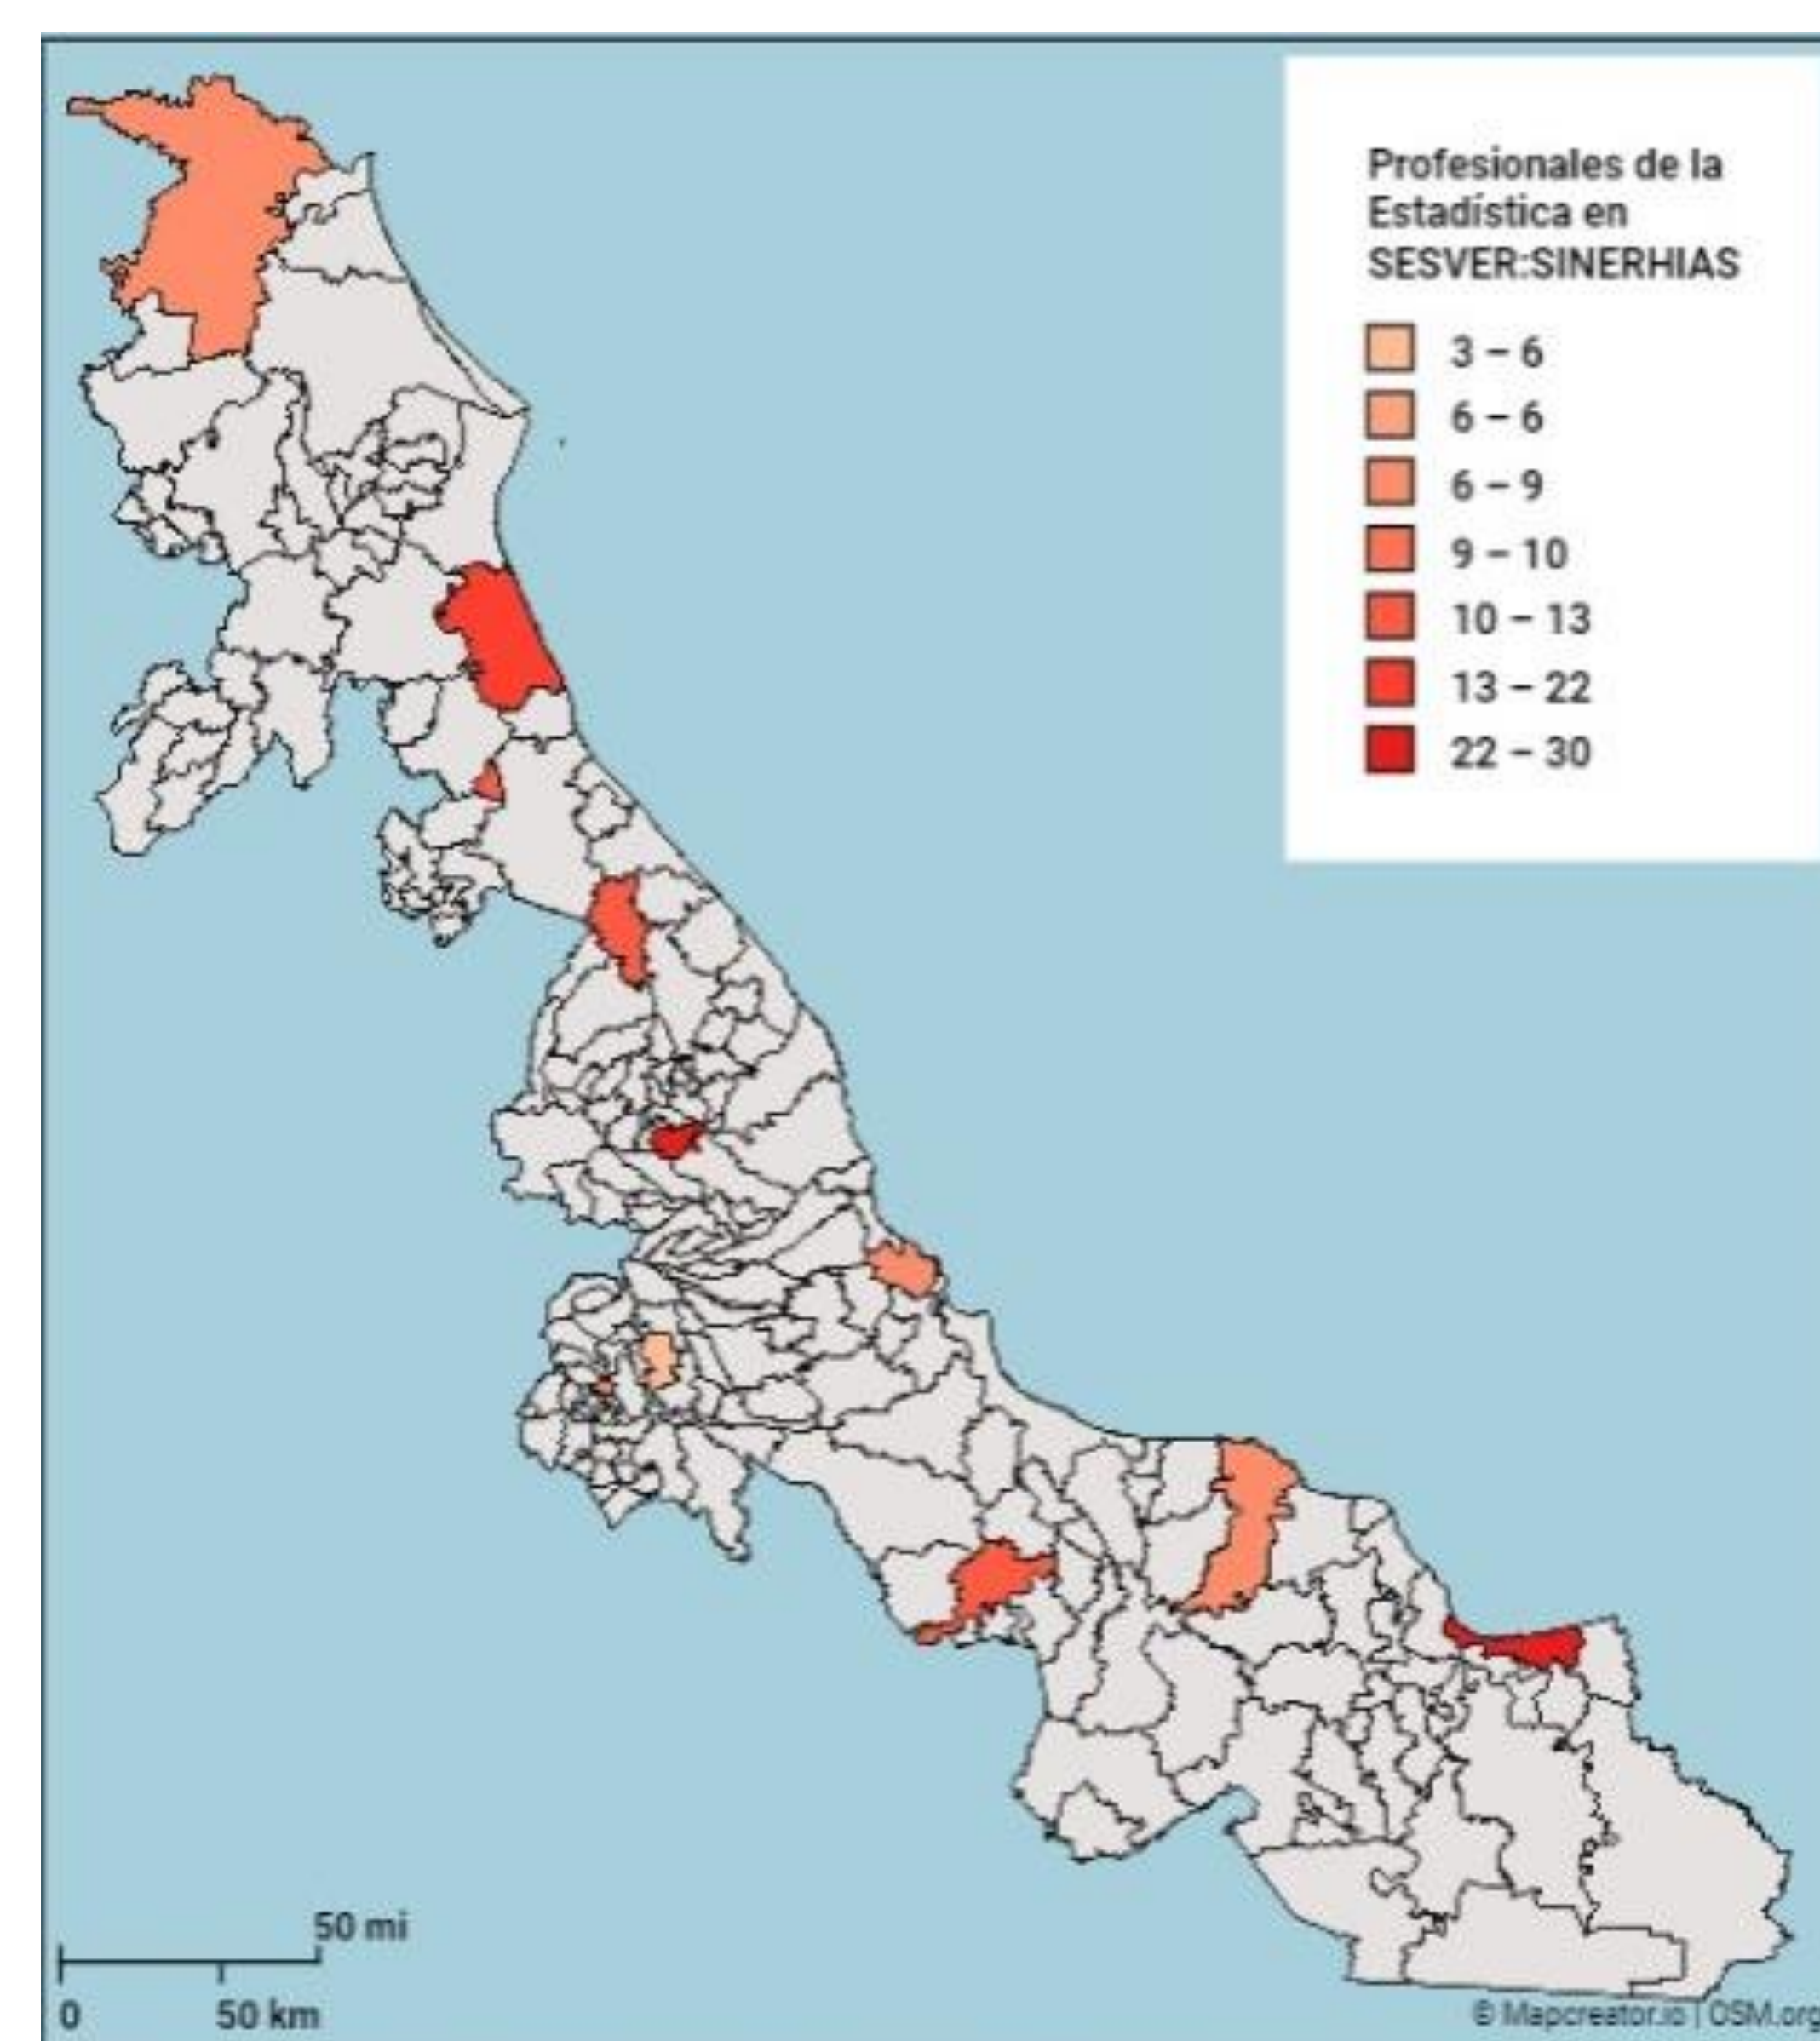 Profesionales de la
Estadística en
SESVER:SINERHIAS
3 – 6
6 – 6
6 – 9
9 – 10
10 – 13
13 – 22
22 – 30
50 mi
0 50 km
© Mapcreator.io | OSM.org